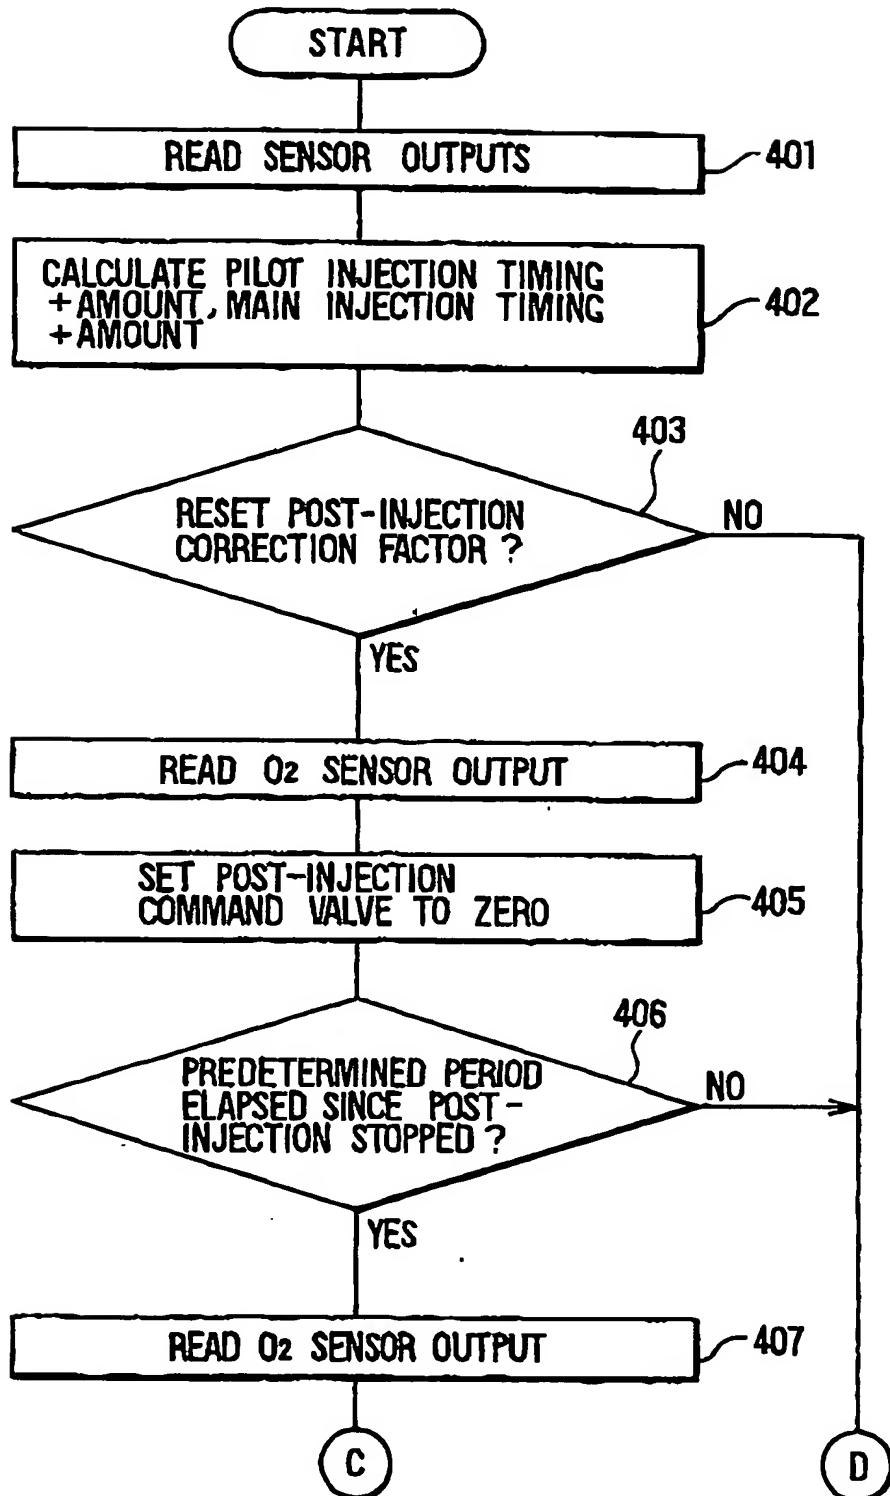 START
READ SENSOR OUTPUTS
401
CALCULATE PILOT INJECTION TIMING
+AMOUNT, MAIN INJECTION TIMING
+AMOUNT
402
403
RESET POST-INJECTION
CORRECTION FACTOR ?
NO
YES
READ O2 SENSOR OUTPUT
404
SET POST-INJECTION
COMMAND VALVE TO ZERO
405
406
PREDETERMINED PERIOD
ELAPSED SINCE POST-
INJECTION STOPPED ?
NO
YES
READ O2 SENSOR OUTPUT
407
C
D